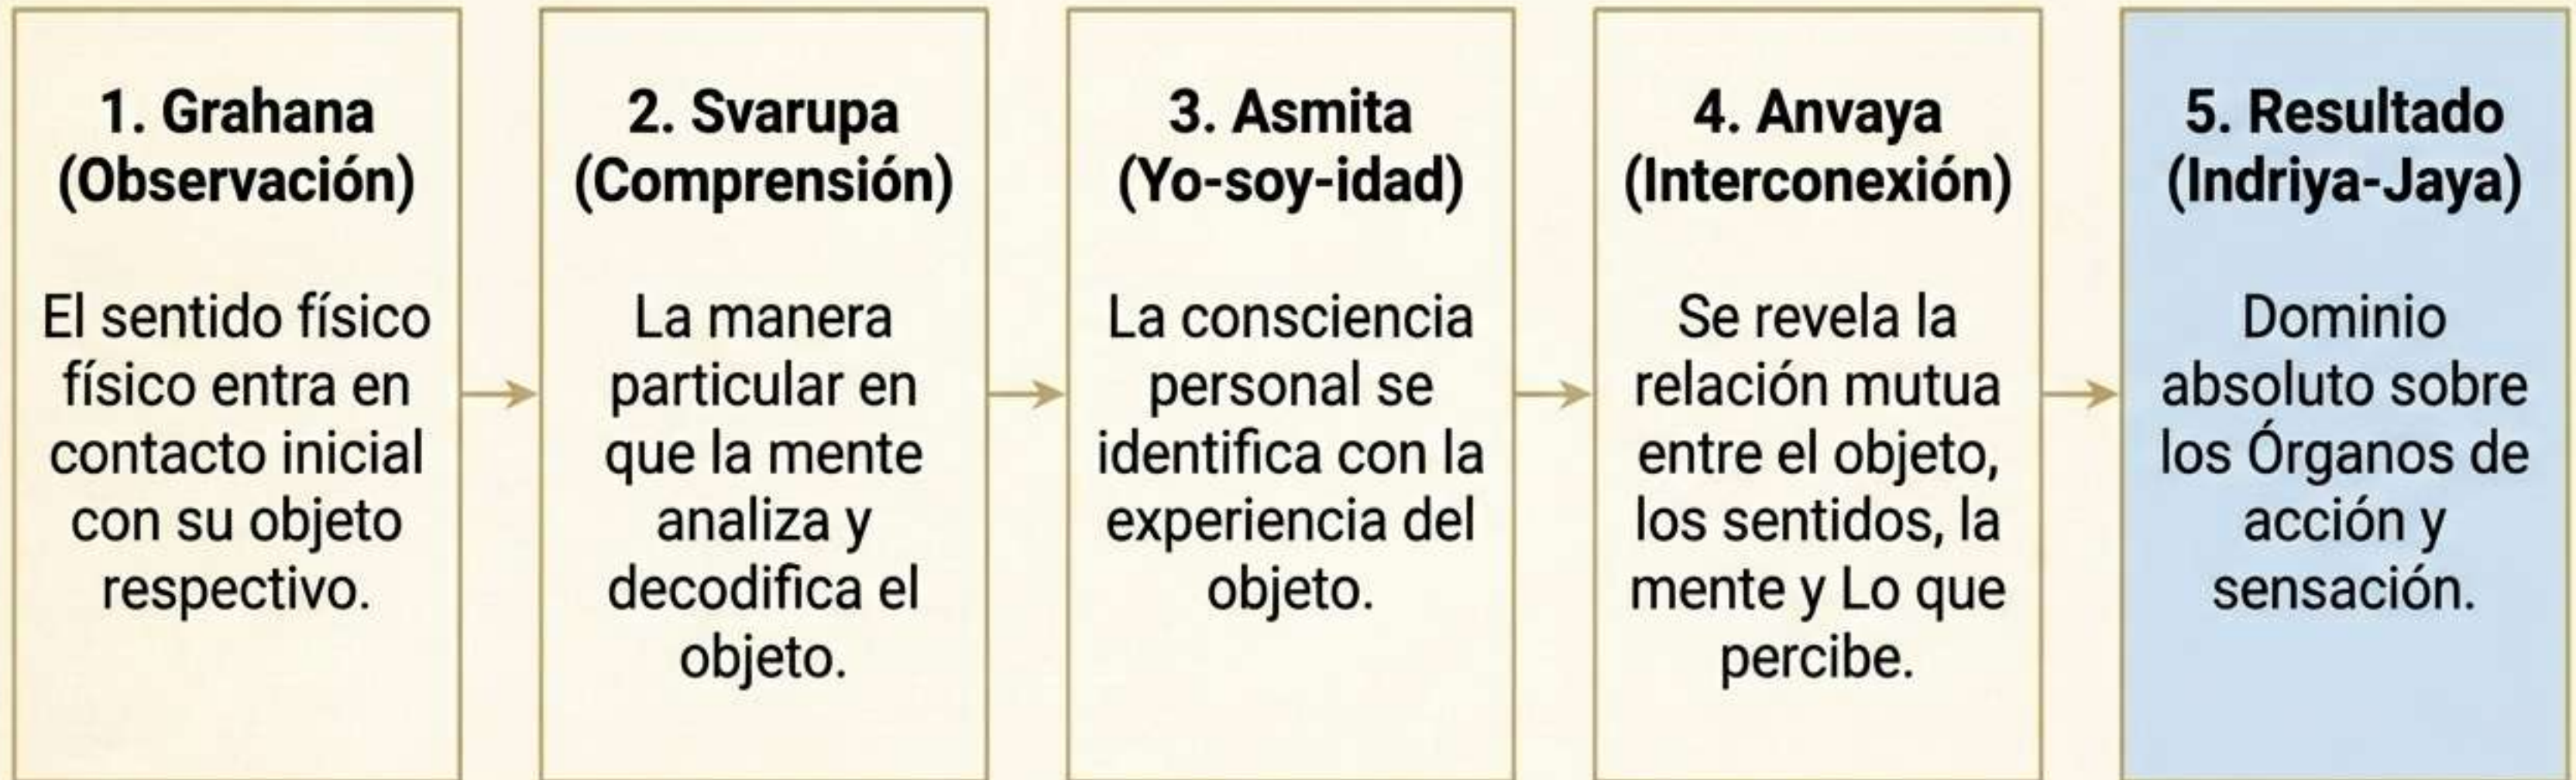 1. Grahana
(Observación)
El sentido físico
físico entra en
contacto inicial
con su objeto
respectivo.
2. Svarupa
(Comprensión)
La manera
particular en
que la mente
analiza y
decodifica el
objeto.
3. Asmita
(Yo-soy-idad)
La consciencia
personal se
identifica con la
experiencia del
objeto.
4. Anvaya
(Interconexión)
Se revela la
relación mutua
entre el objeto,
los sentidos, la
mente y Lo que
percibe.
5. Resultado
(Indriya-Jaya)
Dominio
absoluto sobre
los Órganos de
acción y
sensación.